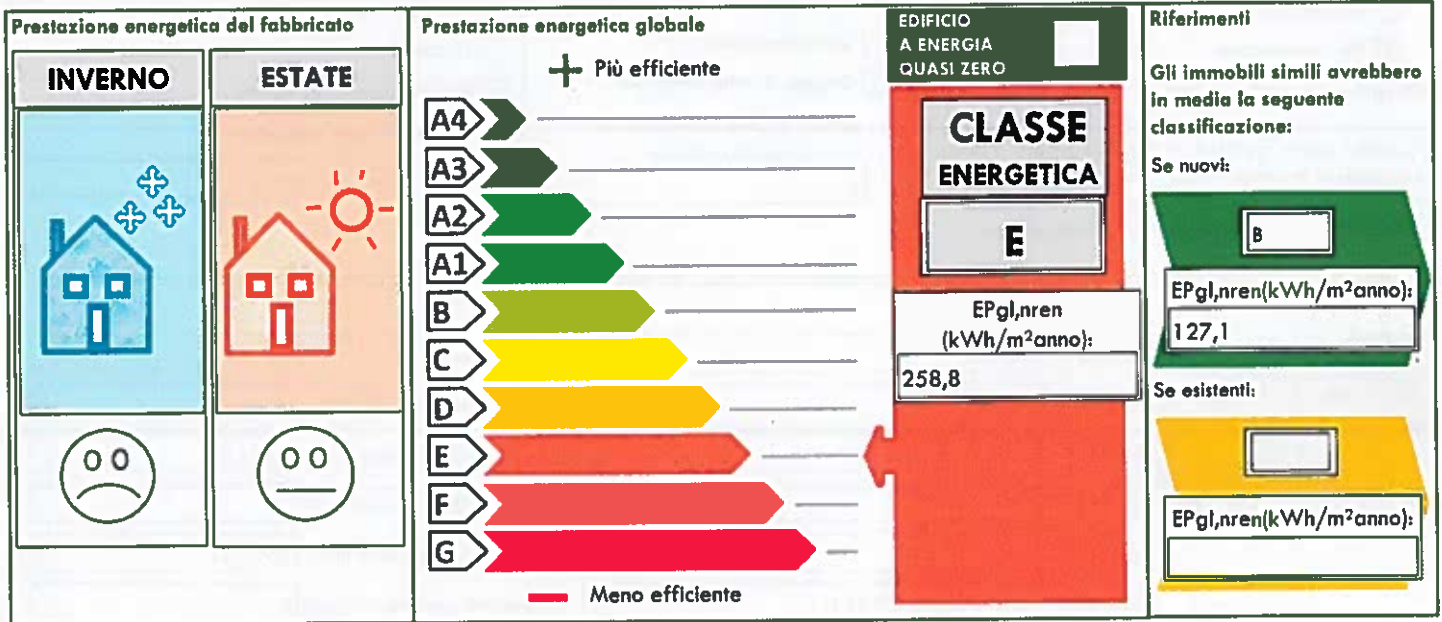 Prestazione energetica del fabbricato
INVERNO
ESTATE
Prestazione energetica globale
Più efficiente
A4
A3
A2
A1
B
C
D
E
F
G
Meno efficiente
EDIFICIO
A ENERGIA
QUASI ZERO
CLASSE
ENERGETICA
E
EPgl,nren
(kWh/m²anno):
258,8
Riferimenti
Gli immobili simili avrebbero
in media la seguente
classificazione:
Se nuovi:
B
EPgl,nren(kWh/m²anno):
127,1
Se esistenti:
EPgl,nren(kWh/m²anno):